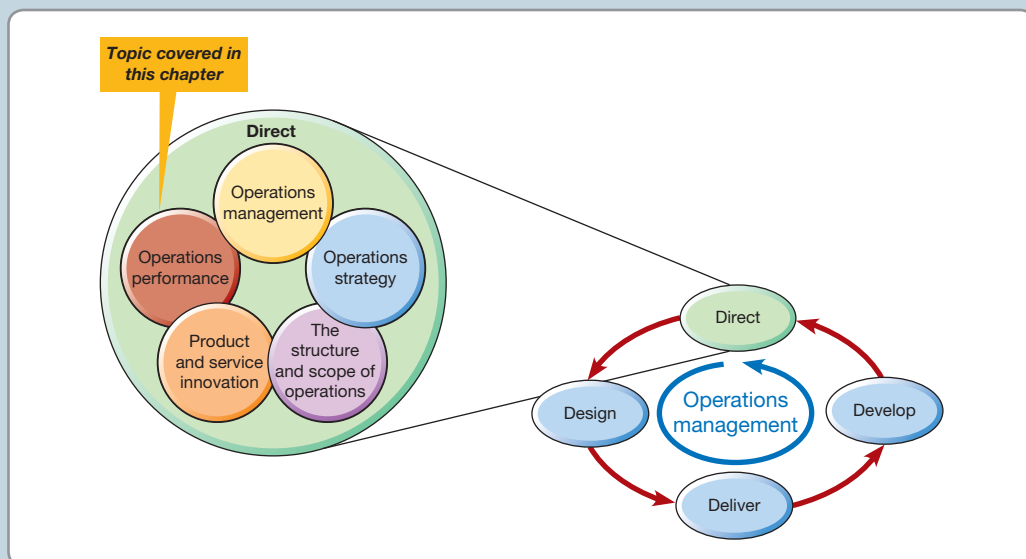 Topic covered in
this chapter
Direct
Operations
management
Operations
performance
Operations
strategy
Product
and service
innovation
The
structure
and scope of
operations
Direct
Design
Operations
management
Develop
Deliver